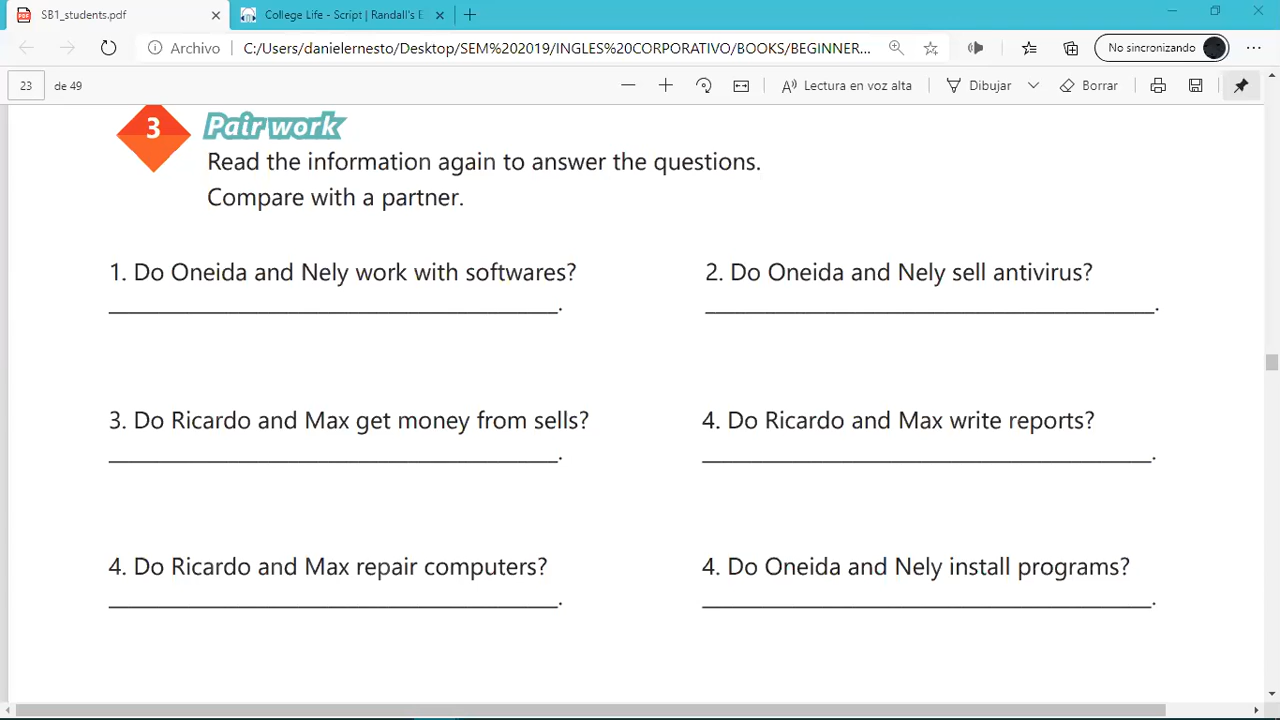 SB1_students.pdf
College Life - Script | Randall's E
Archivo
C:/Users/danielernesto/Desktop/SEM%202019/INGLES%20CORPORATIVO/BOOKS/BEGINNER...
No sincronizando
23 de 49
Lectura en voz alta
Dibujar
Borrar
3 Pair work
Read the information again to answer the questions.
Compare with a partner.
1. Do Oneida and Nely work with softwares?
2. Do Oneida and Nely sell antivirus?
3. Do Ricardo and Max get money from sells?
4. Do Ricardo and Max write reports?
4. Do Ricardo and Max repair computers?
4. Do Oneida and Nely install programs?